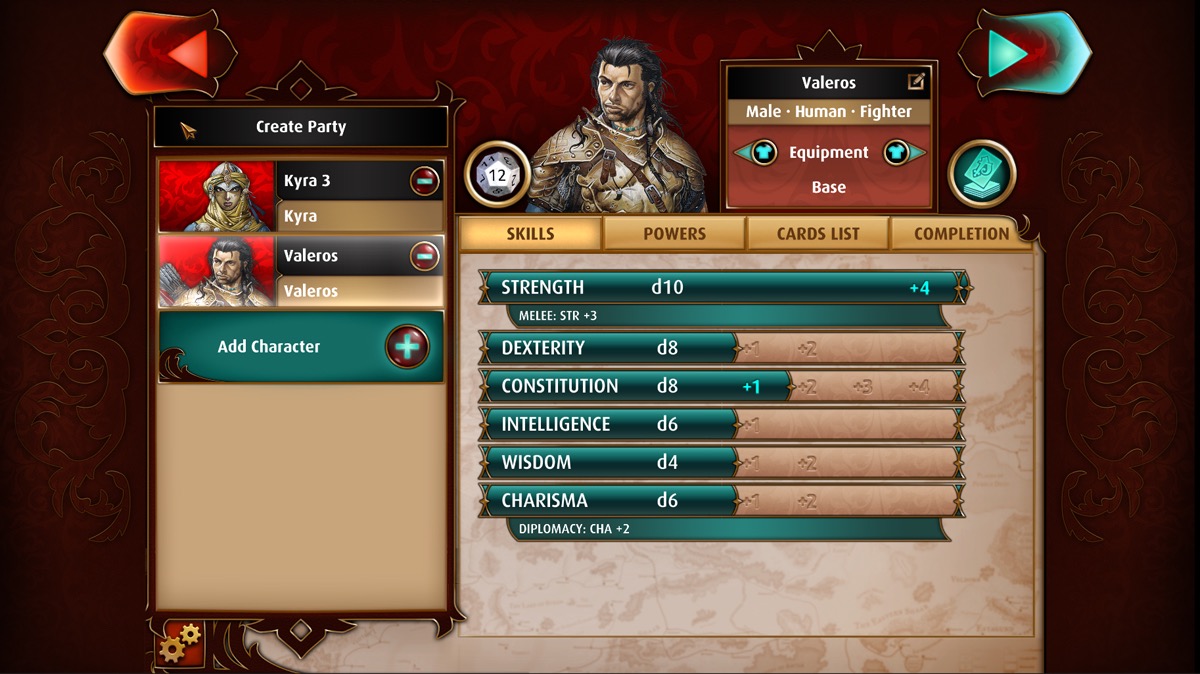 Create Party
Kyra 3
Kyra
Valeros
Valeros
Add Character
12
Valeros
Male · Human · Fighter
Equipment
Base
SKILLS POWERS CARDS LIST COMPLETION
STRENGTH d10 +4
MELEE: STR +3
DEXTERITY d8 +1 +2
CONSTITUTION d8 +1 +2 +3 +4
INTELLIGENCE d6 +1
WISDOM d4 +1 +2
CHARISMA d6 +1 +2
DIPLOMACY: CHA +2